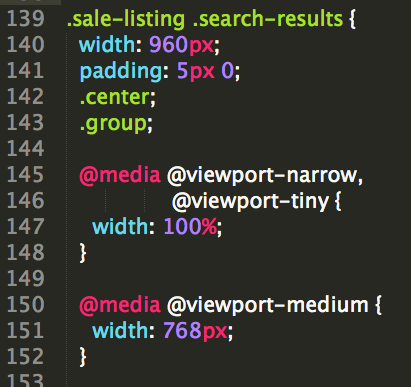 139 .sale-listing .search-results {
140 width: 960px;
141 padding: 5px 0;
142 .center;
143 .group;
144
145 @media @viewport-narrow,
146 @viewport-tiny {
147 width: 100%;
148 }
149
150 @media @viewport-medium {
151 width: 768px;
152 }
153